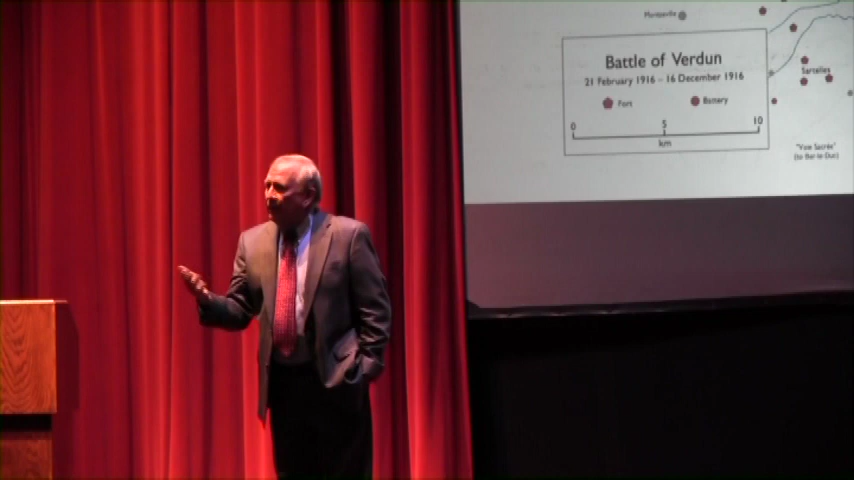 Montzeville
Battle of Verdun
21 February 1916 - 16 December 1916
Fort
Battery
0 5 10
km
Sartelles
"Voie Sacrée"
(to Bar-le-Duc)